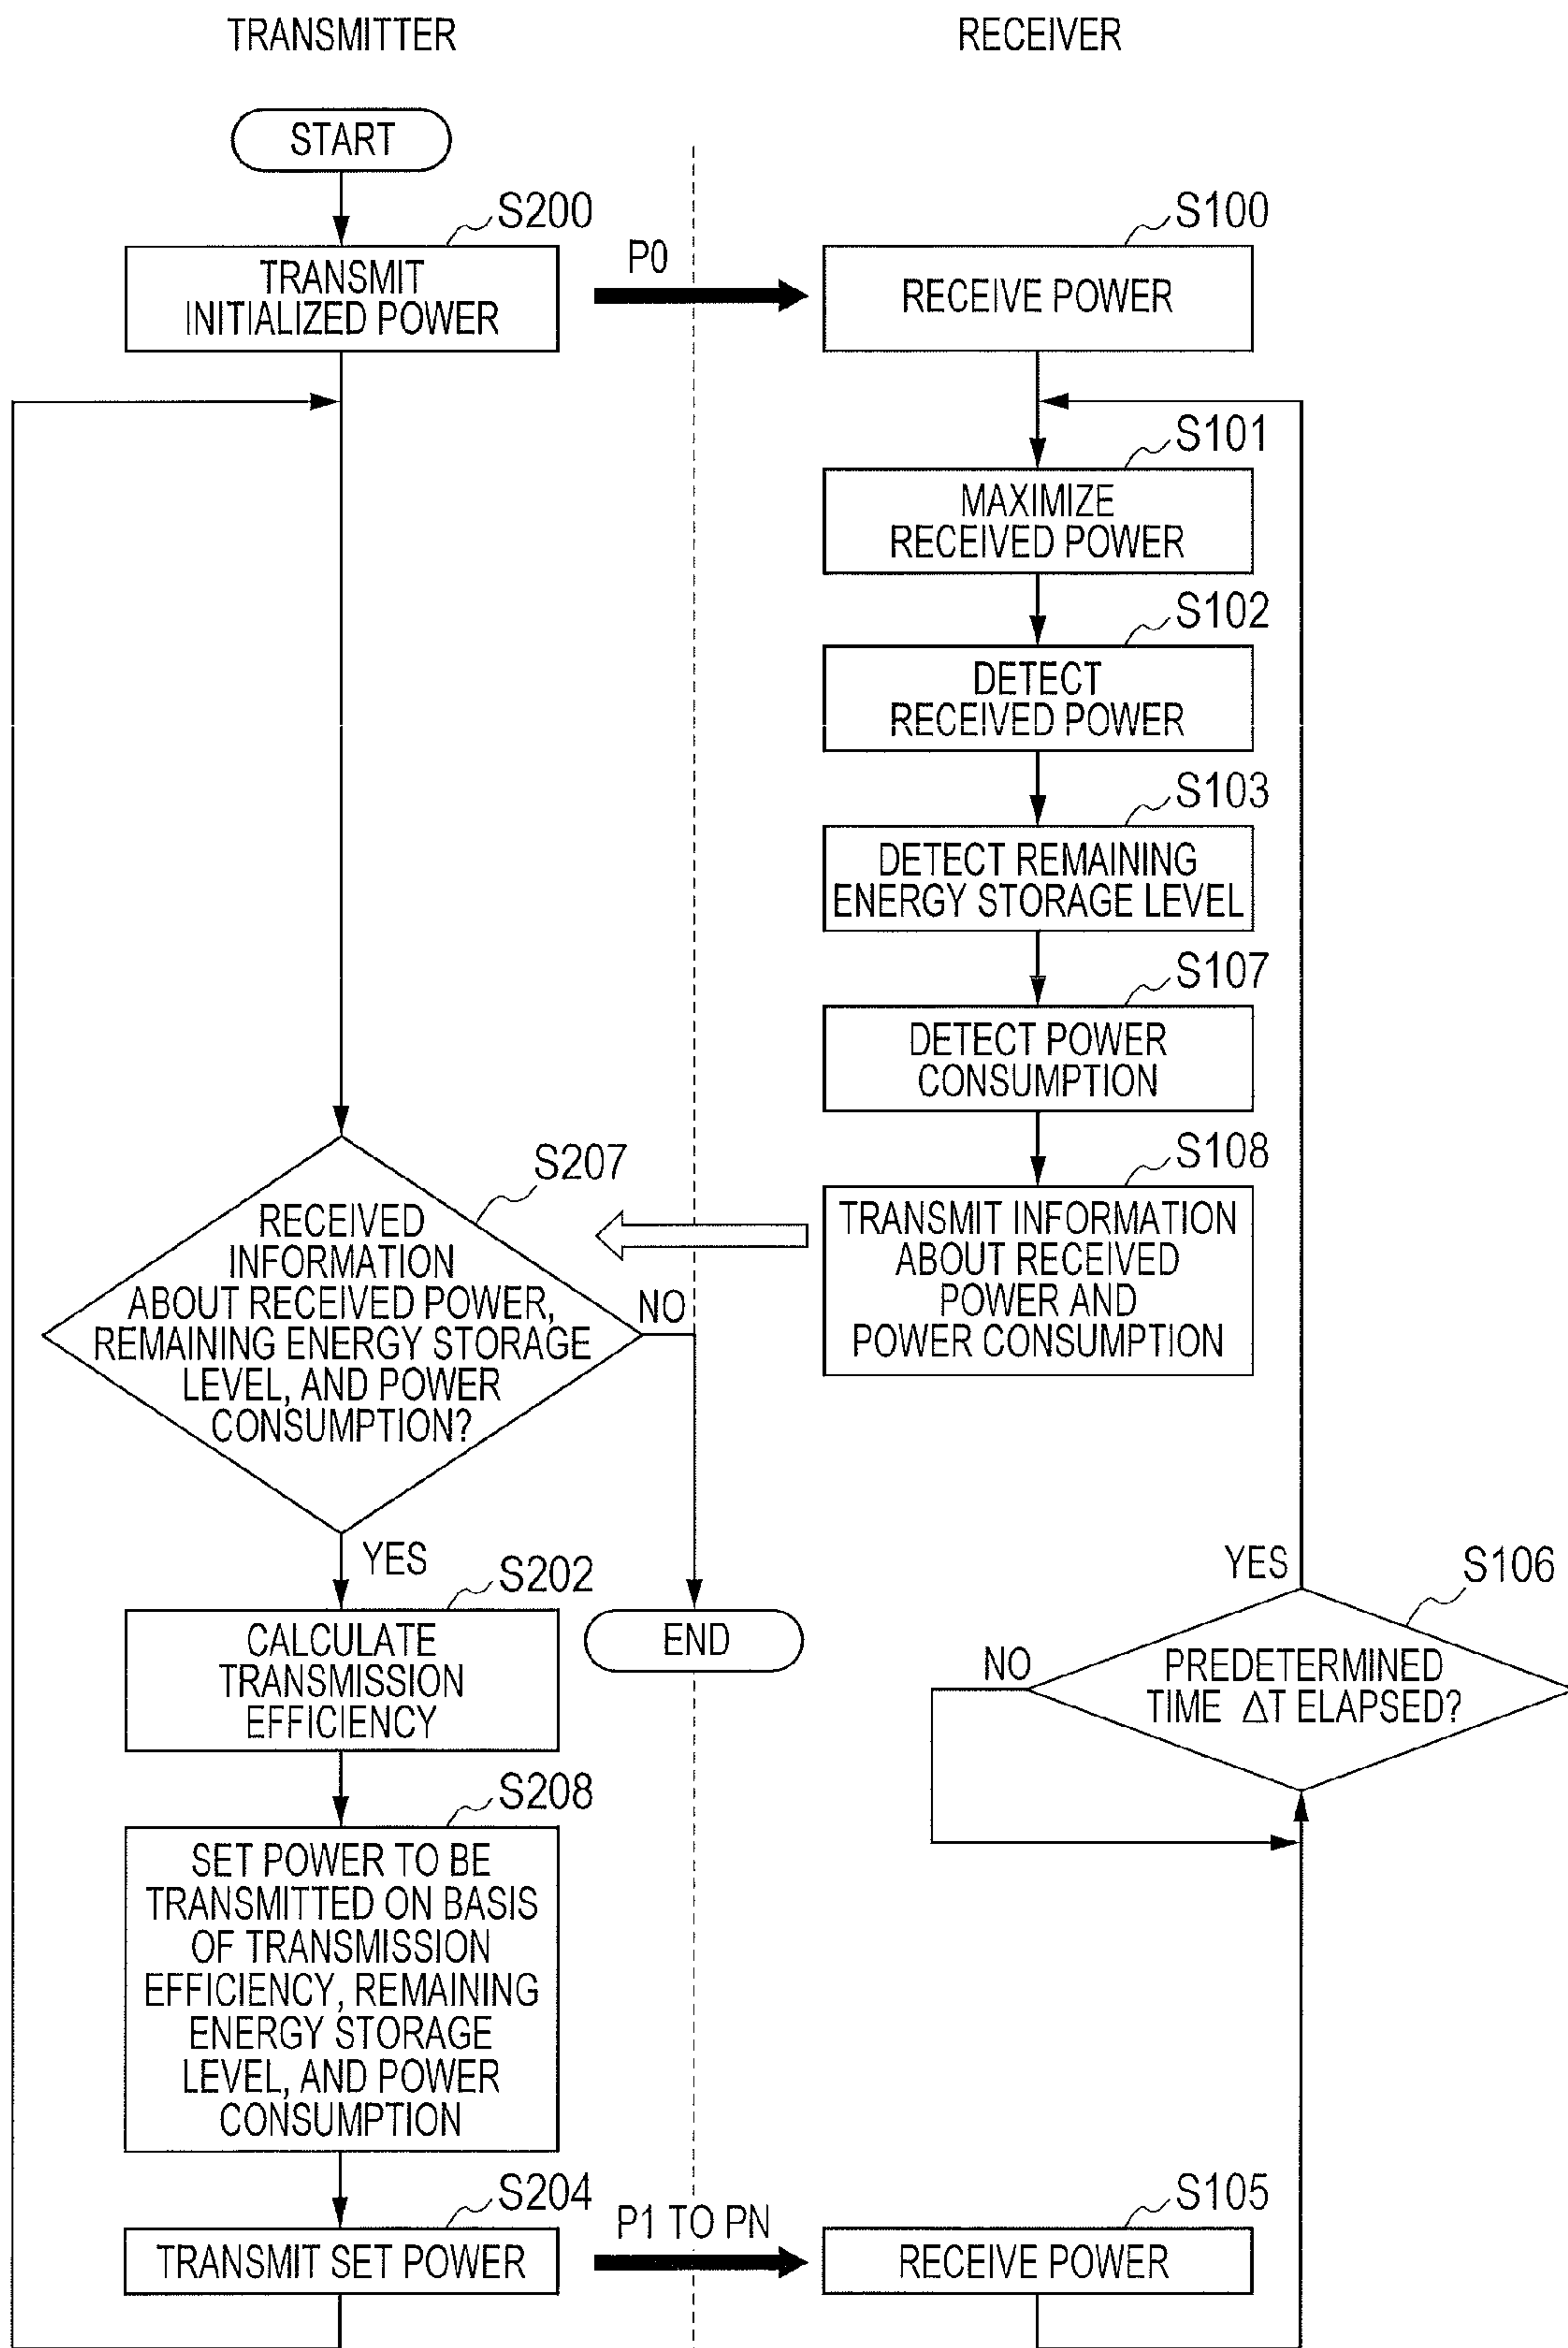 TRANSMITTER
RECEIVER
START
S200
TRANSMIT
INITIALIZED POWER
P0
S100
RECEIVE POWER
S101
MAXIMIZE
RECEIVED POWER
S102
DETECT
RECEIVED POWER
S103
DETECT REMAINING
ENERGY STORAGE LEVEL
S107
DETECT POWER
CONSUMPTION
S108
TRANSMIT INFORMATION
ABOUT RECEIVED
POWER AND
POWER CONSUMPTION
S207
RECEIVED
INFORMATION
ABOUT RECEIVED POWER,
REMAINING ENERGY STORAGE
LEVEL, AND POWER
CONSUMPTION?
NO
YES
END
S202
CALCULATE
TRANSMISSION
EFFICIENCY
S208
SET POWER TO BE
TRANSMITTED ON BASIS
OF TRANSMISSION
EFFICIENCY, REMAINING
ENERGY STORAGE
LEVEL, AND POWER
CONSUMPTION
S204
TRANSMIT SET POWER
P1 TO PN
S105
RECEIVE POWER
S106
PREDETERMINED
TIME ΔT ELAPSED?
YES
NO